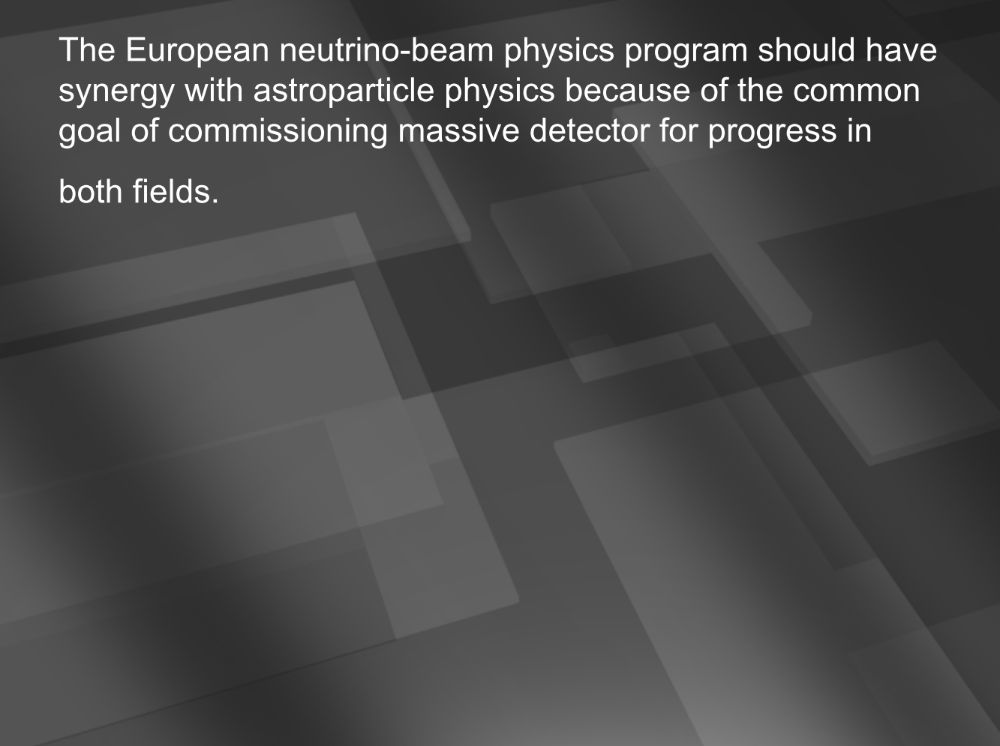 The European neutrino-beam physics program should have
synergy with astroparticle physics because of the common
goal of commissioning massive detector for progress in
both fields.